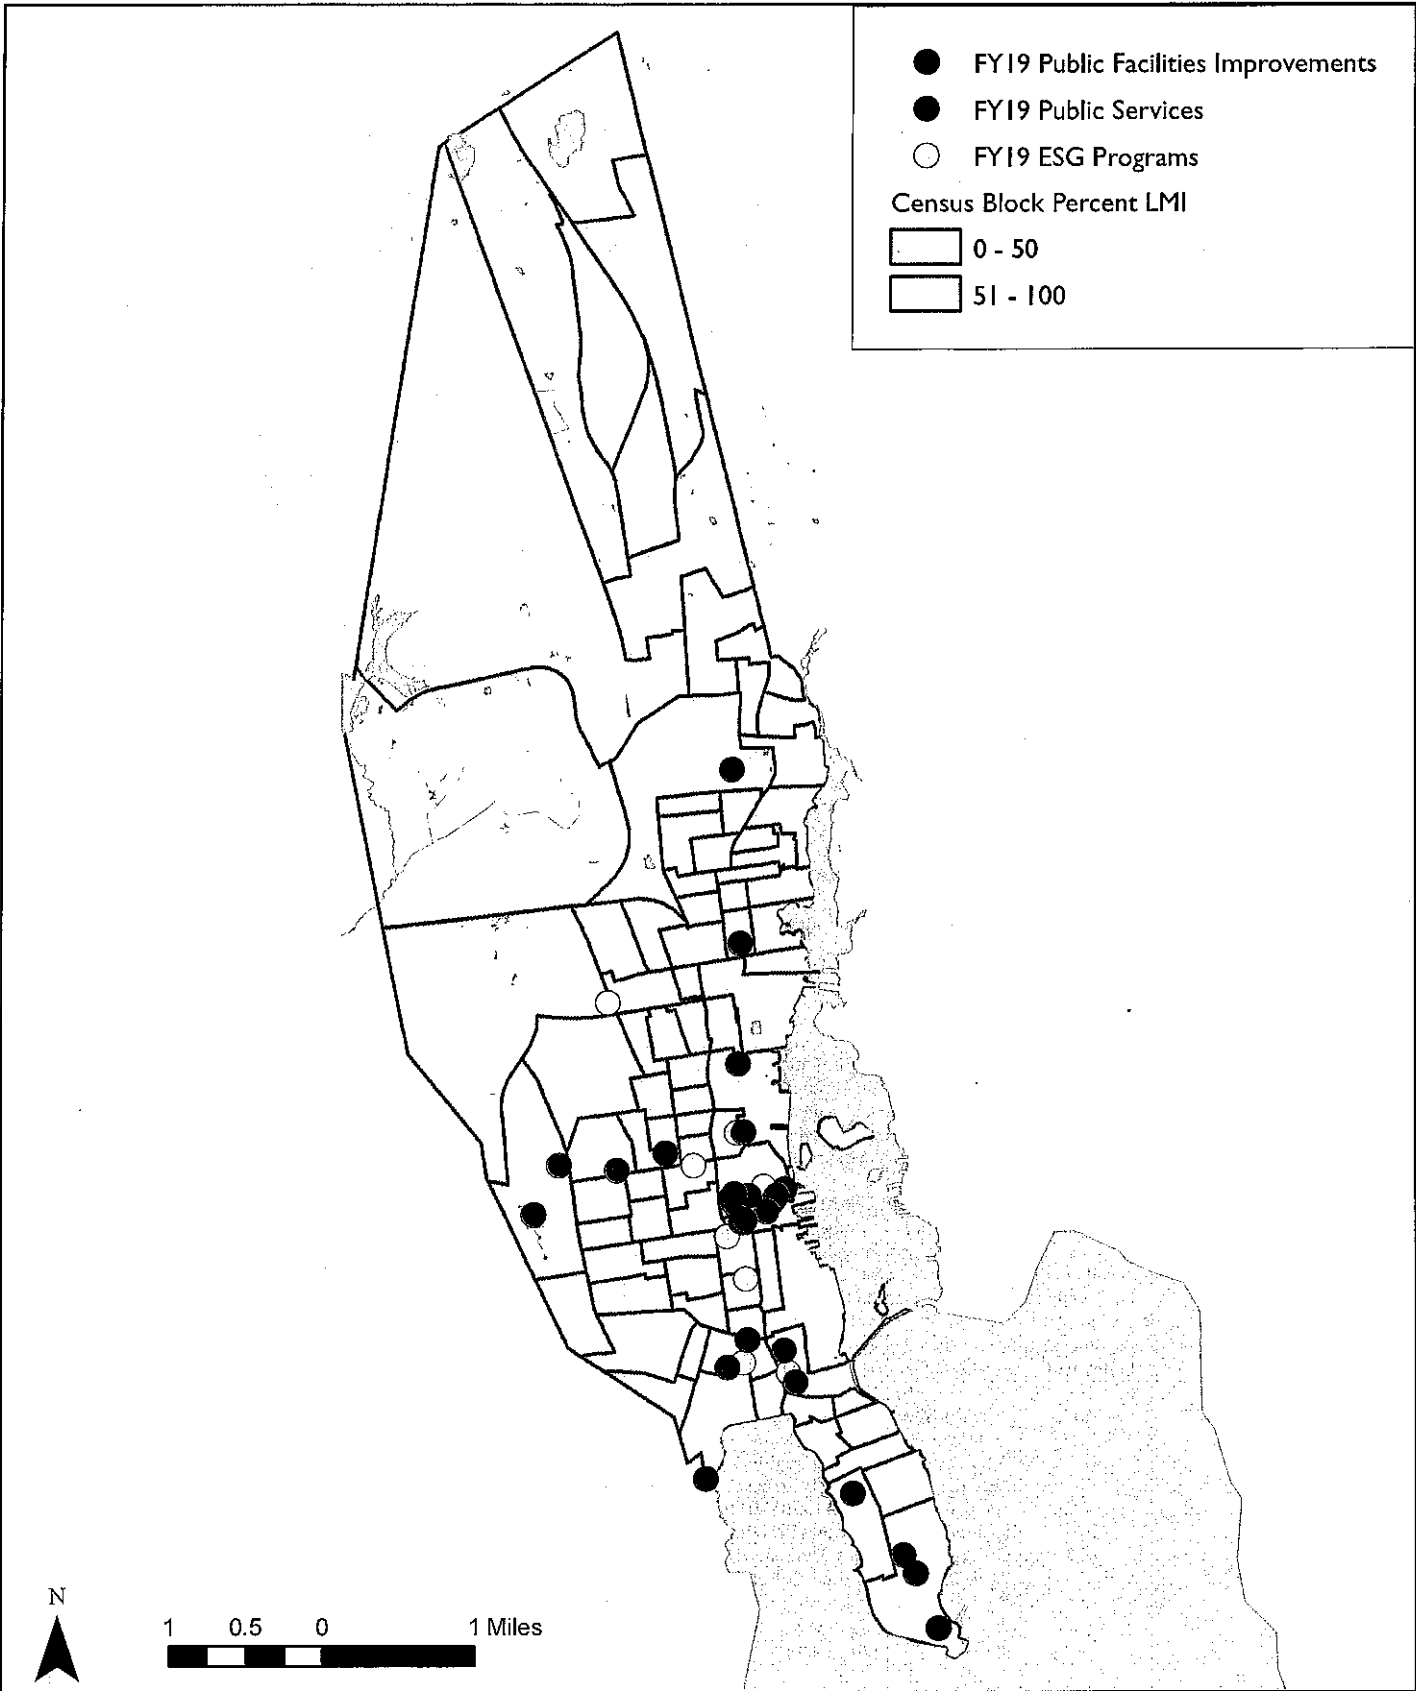 FY19 Public Facilities Improvements
FY19 Public Services
FY19 ESG Programs
Census Block Percent LMI
0 - 50
51 - 100
N
1 0.5 0 1 Miles